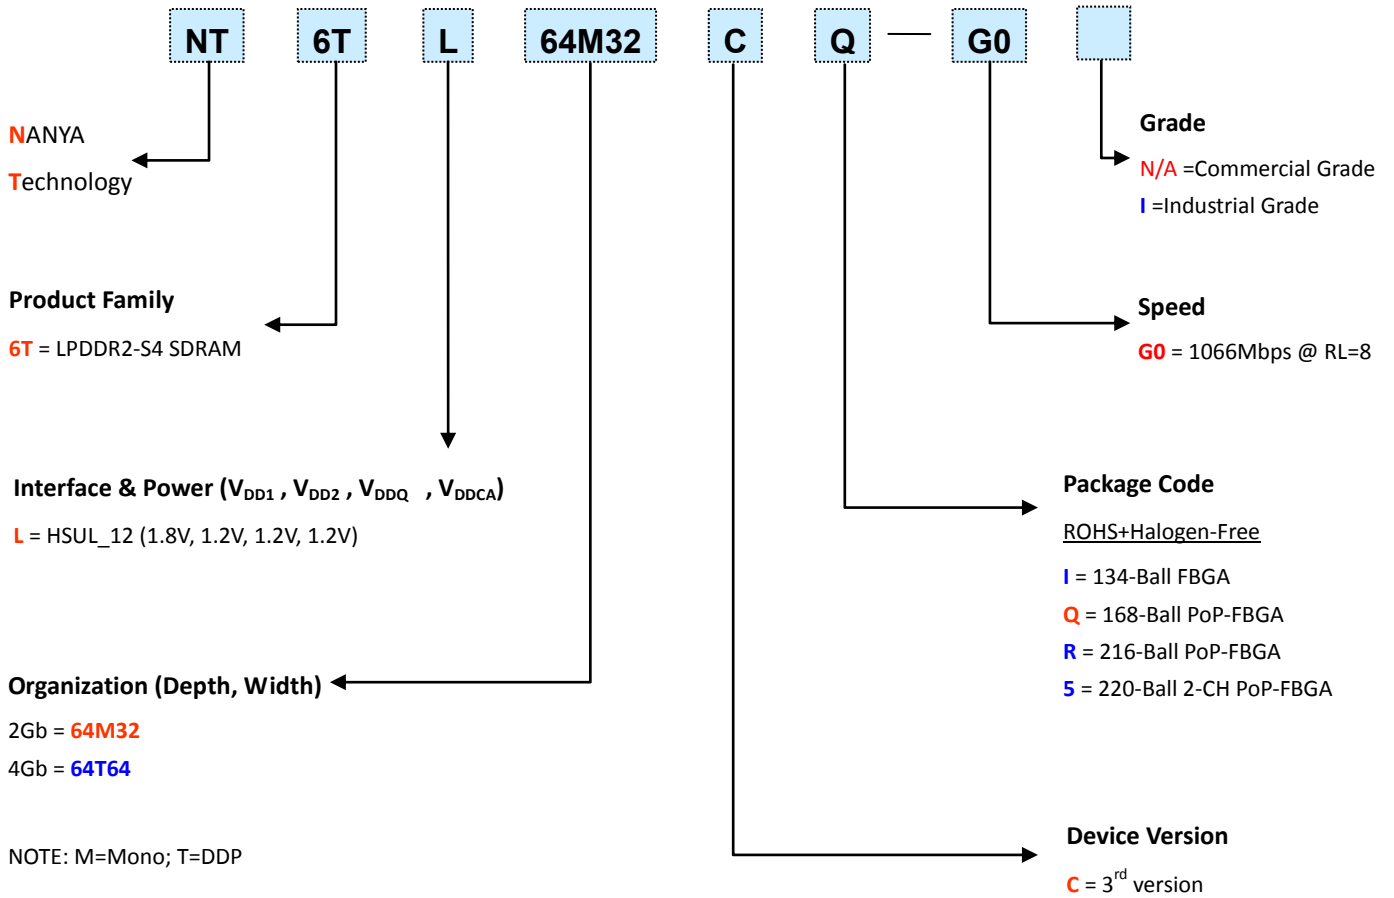 NT 6T L 64M32 C Q — G0
NANYA
Technology
Grade
N/A =Commercial Grade
I =Industrial Grade
Product Family
6T = LPDDR2-S4 SDRAM
Speed
G0 = 1066Mbps @ RL=8
Interface & Power (VDD1 , VDD2 , VDDQ , VDDCA)
L = HSUL_12 (1.8V, 1.2V, 1.2V, 1.2V)
Package Code
ROHS+Halogen-Free
I = 134-Ball FBGA
Q = 168-Ball PoP-FBGA
R = 216-Ball PoP-FBGA
5 = 220-Ball 2-CH PoP-FBGA
Organization (Depth, Width)
2Gb = 64M32
4Gb = 64T64
NOTE: M=Mono; T=DDP
Device Version
C = 3rd version